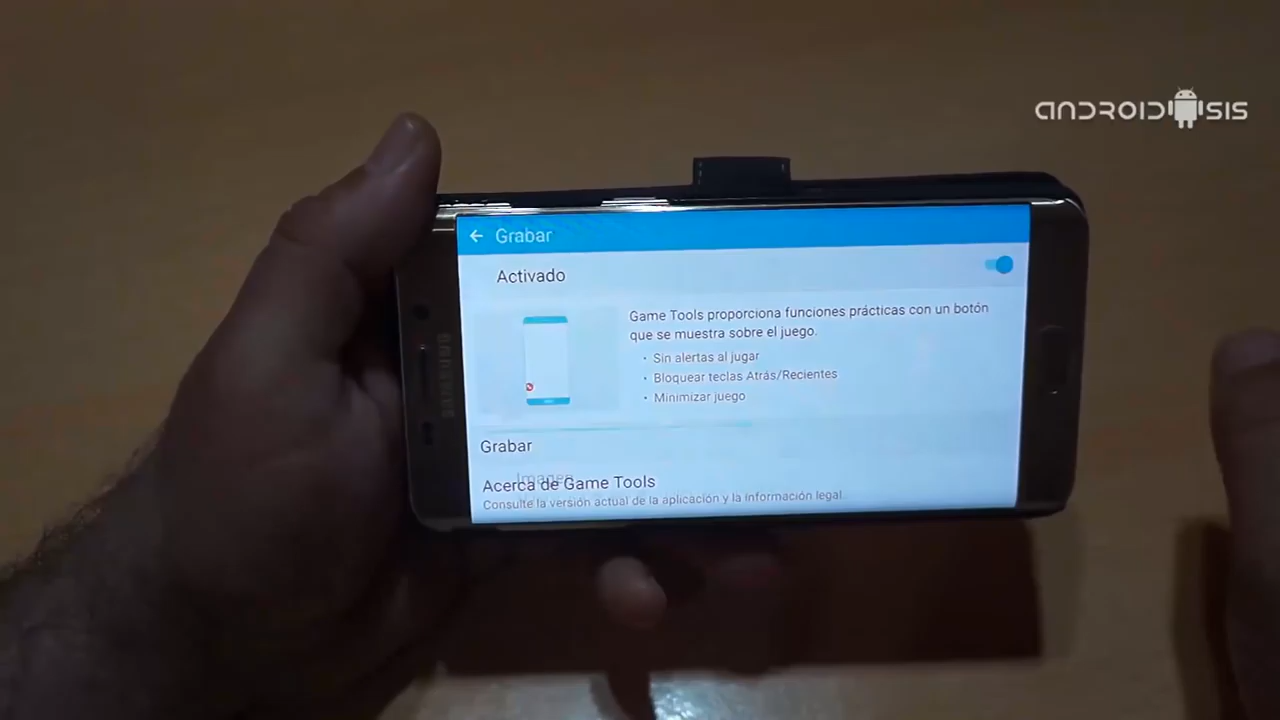 ANDROIDSIS
Grabar
Activado
Game Tools proporciona funciones prácticas con un botón
que se muestra sobre el juego.
• Sin alertas al jugar
• Bloquear teclas Atrás/Recientes
• Minimizar juego
Grabar
Imagen
Acerca de Game Tools
Consulte la versión actual de la aplicación y la información legal
SAMSUNG